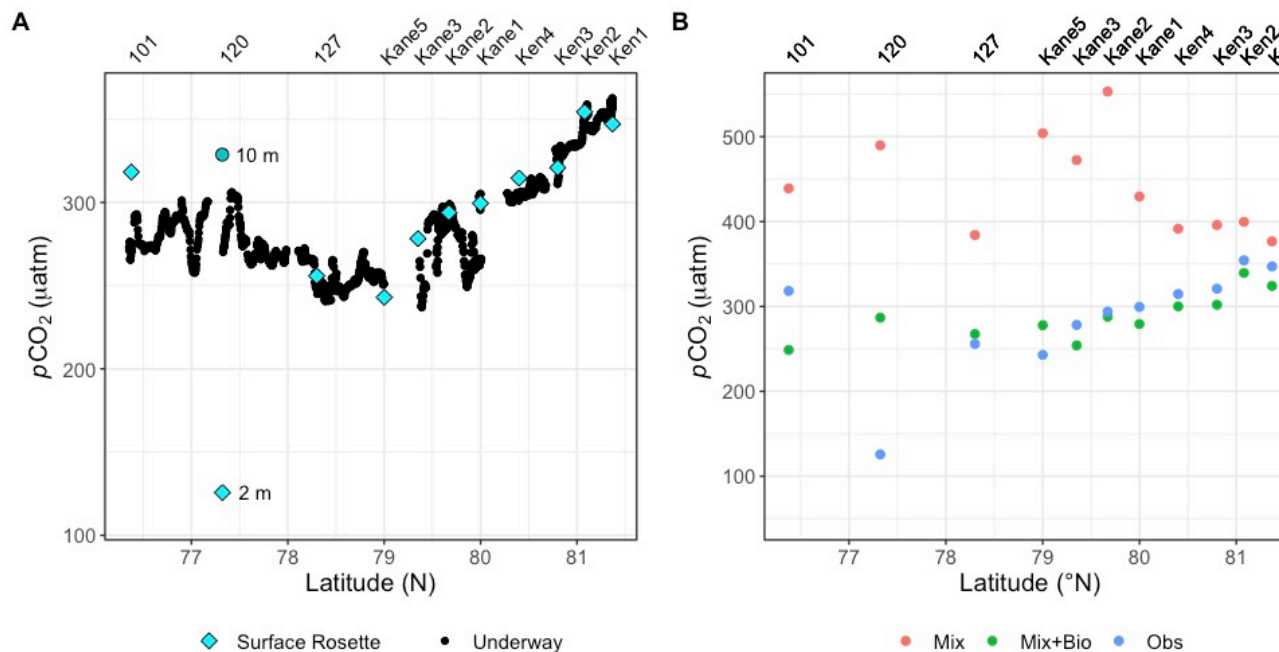 A
101
120
127
Kane5
Kane3
Kane2
Kane1
Ken4
Ken3
Ken2
Ken1
pCO₂ (µatm)
300
200
100
10 m
2 m
77
78
79
80
81
Latitude (N)
Surface Rosette
Underway
B
101
120
127
Kane5
Kane3
Kane2
Kane1
Ken4
Ken3
Ken2
pCO₂ (µatm)
500
400
300
200
100
77
78
79
80
81
Latitude (°N)
Mix
Mix+Bio
Obs